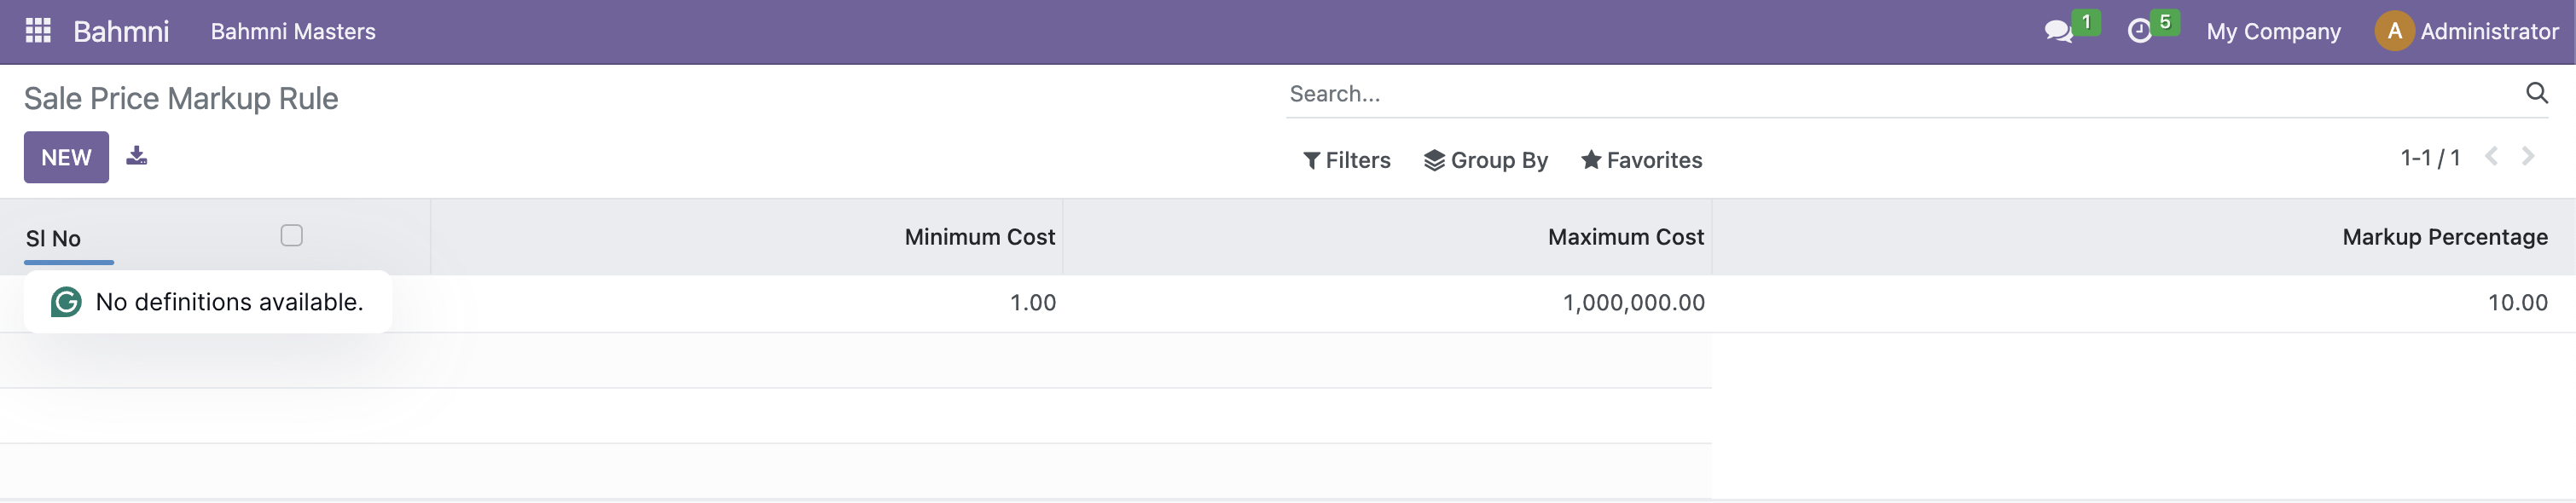 Bahmni Bahmni Masters 1 5 My Company A Administrator
Sale Price Markup Rule Search...
NEW Filters Group By Favorites 1-1 / 1
Sl No Minimum Cost Maximum Cost Markup Percentage
No definitions available. 1.00 1,000,000.00 10.00